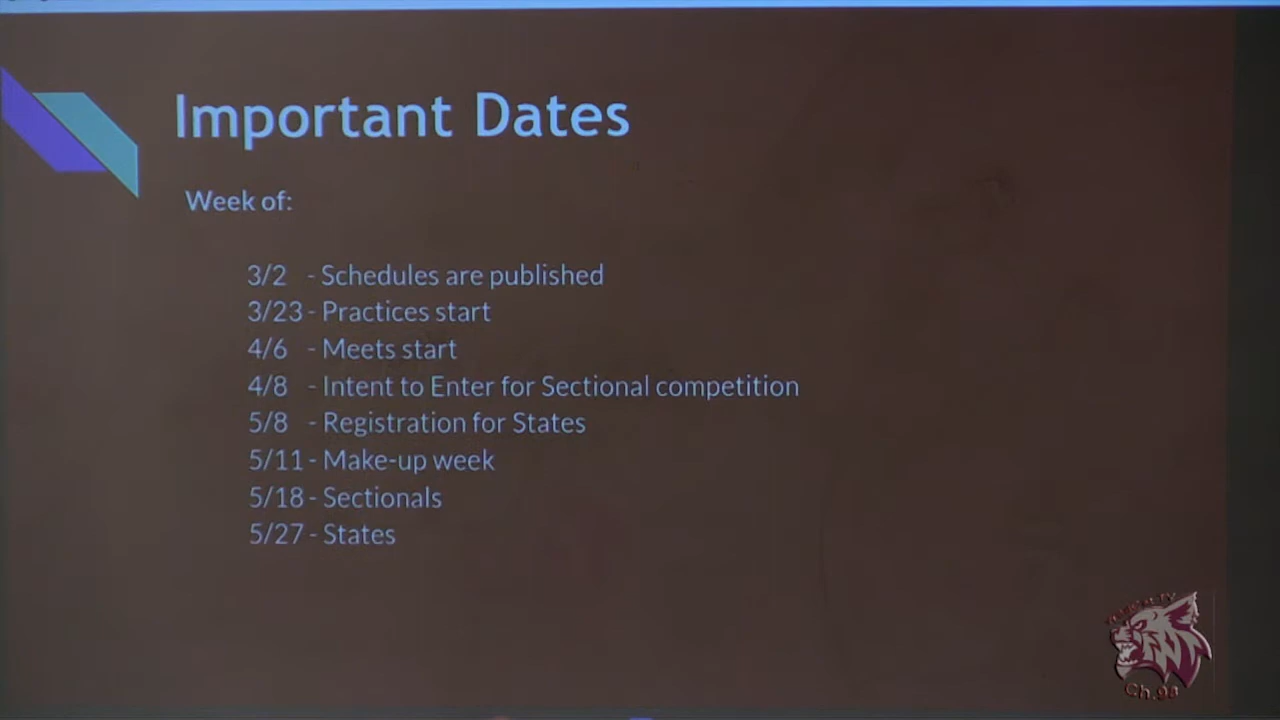 Important Dates
Week of:
3/2 - Schedules are published
3/23 - Practices start
4/6 - Meets start
4/8 - Intent to Enter for Sectional competition
5/8 - Registration for States
5/11 - Make-up week
5/18 - Sectionals
5/27 - States
Ch.98